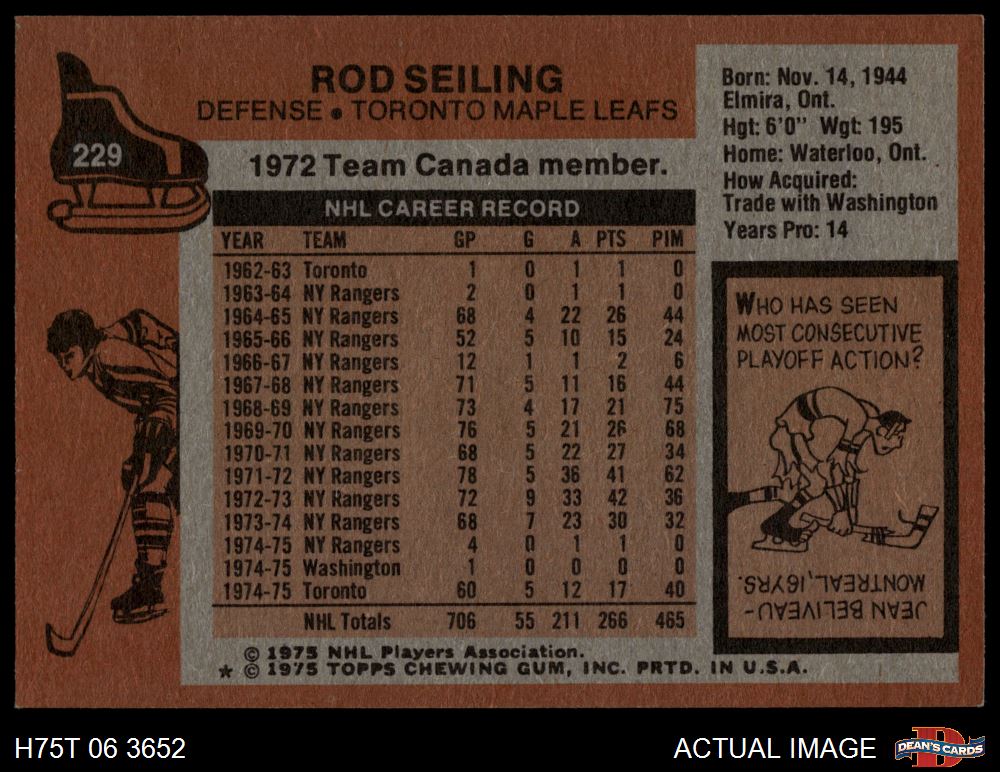 229
ROD SEILING
DEFENSE • TORONTO MAPLE LEAFS
1972 Team Canada member.
NHL CAREER RECORD
YEAR TEAM GP G A PTS PIM
1962-63 Toronto 1 0 1 1 0
1963-64 NY Rangers 2 0 1 1 0
1964-65 NY Rangers 68 4 22 26 44
1965-66 NY Rangers 52 5 10 15 24
1966-67 NY Rangers 12 1 1 2 6
1967-68 NY Rangers 71 5 11 16 44
1968-69 NY Rangers 73 4 17 21 75
1969-70 NY Rangers 76 5 21 26 68
1970-71 NY Rangers 68 5 22 27 34
1971-72 NY Rangers 78 5 36 41 62
1972-73 NY Rangers 72 9 33 42 36
1973-74 NY Rangers 68 7 23 30 32
1974-75 NY Rangers 4 0 1 1 0
1974-75 Washington 1 0 0 0 0
1974-75 Toronto 60 5 12 17 40
NHL Totals 706 55 211 266 465
© 1975 NHL Players Association.
* © 1975 TOPPS CHEWING GUM, INC. PRTD. IN U.S.A.
Born: Nov. 14, 1944
Elmira, Ont.
Hgt: 6'0" Wgt: 195
Home: Waterloo, Ont.
How Acquired:
Trade with Washington
Years Pro: 14
WHO HAS SEEN
MOST CONSECUTIVE
PLAYOFF ACTION?
JEAN BELIVEAU-
MONTREAL, 16 YRS.
H75T 06 3652
ACTUAL IMAGE
DEAN'S CARDS